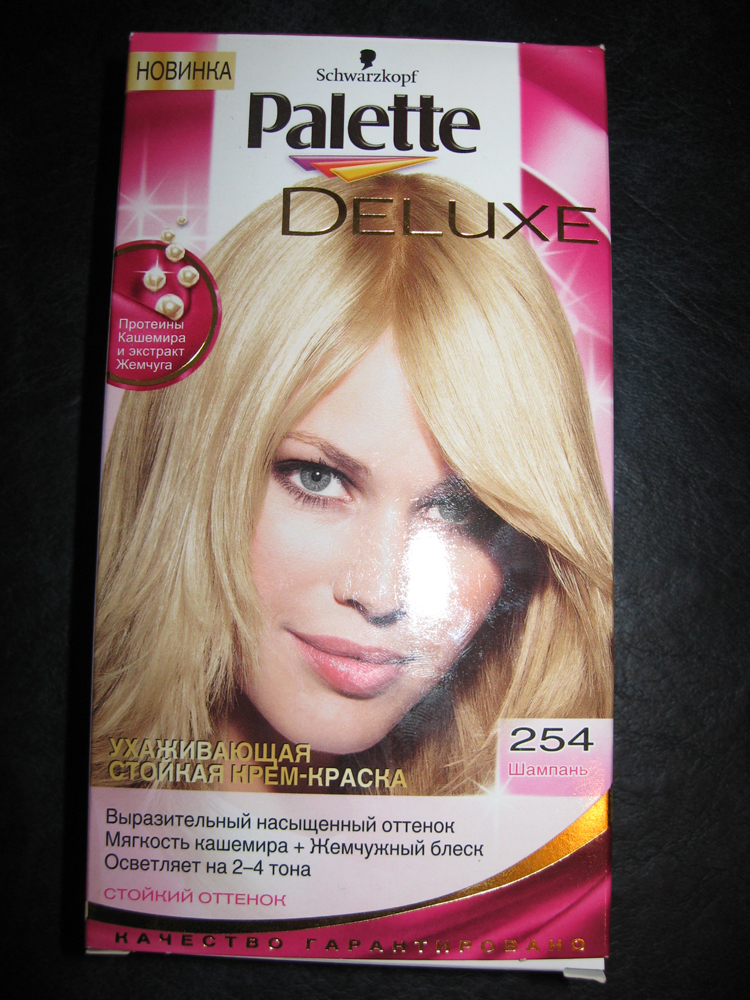 НОВИНКА
Schwarzkopf
Palette
DELUXE
Протеины
Кашемира
и экстракт
Жемчуга
УХАЖИВАЮЩАЯ
СТОЙКАЯ КРЕМ-КРАСКА
254
Шампань
Выразительный насыщенный оттенок
Мягкость кашемира + Жемчужный блеск
Осветляет на 2–4 тона
СТОЙКИЙ ОТТЕНОК
КАЧЕСТВО ГАРАНТИРОВАНО